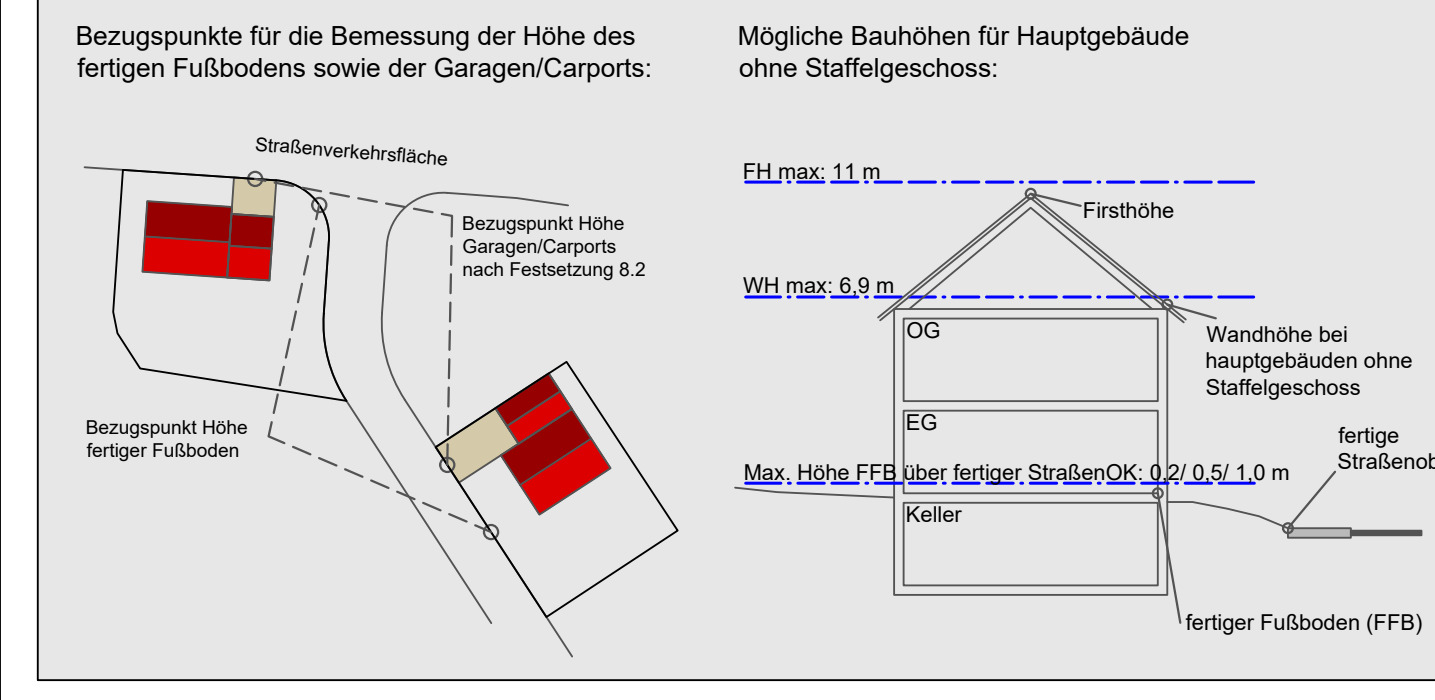 Bezugspunkte für die Bemessung der Höhe des
fertigen Fußbodens sowie der Garagen/Carports:
Straßenverkehrsfläche
Bezugspunkt Höhe
Garagen/Carports
nach Festsetzung 8.2
Bezugspunkt Höhe
fertiger Fußboden
Mögliche Bauhöhen für Hauptgebäude
ohne Staffelgeschoss:
FH max: 11 m
Firsthöhe
WH max: 6,9 m
OG
Wandhöhe bei
hauptgebäuden ohne
Staffelgeschoss
EG
fertige
Straßenob
Max. Höhe FFB über fertiger StraßenOK: 0,2/ 0,5/ 1,0 m
Keller
fertiger Fußboden (FFB)